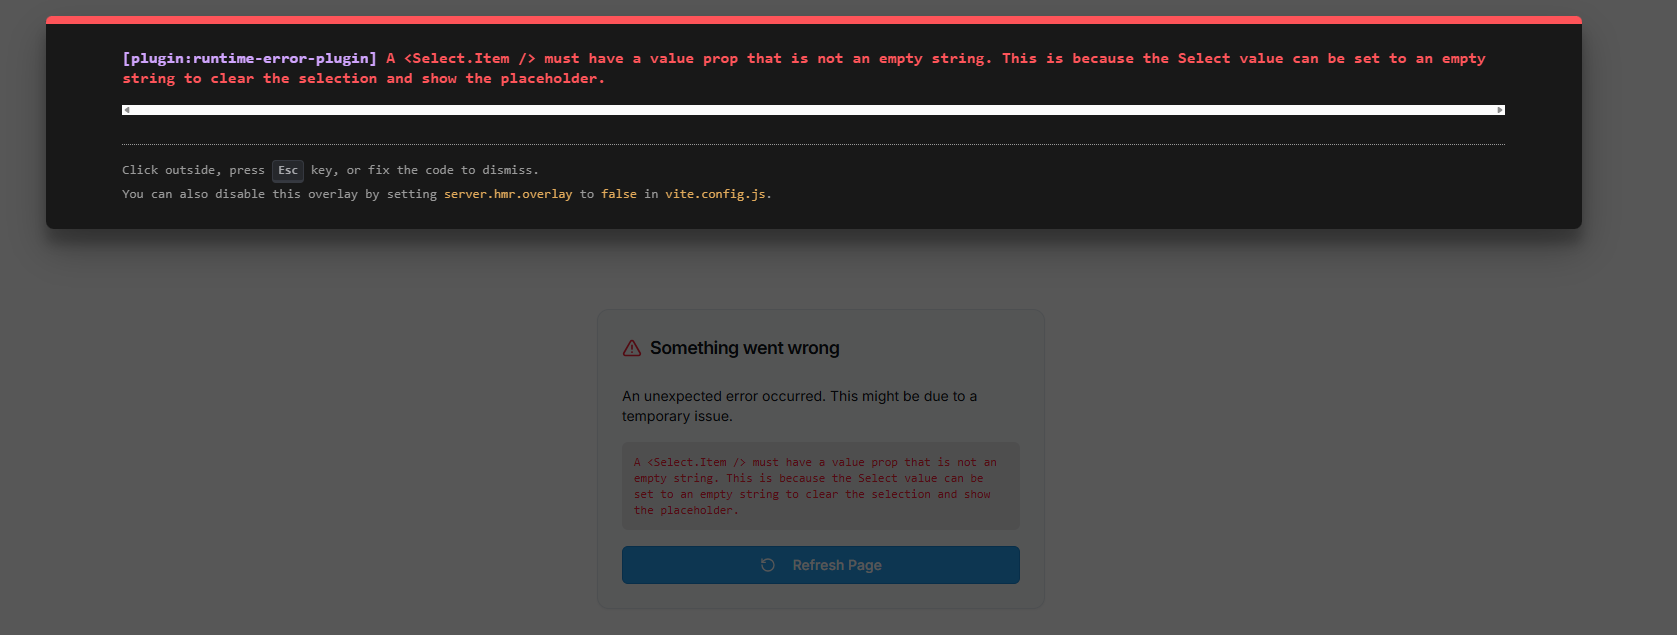 [plugin:runtime-error-plugin] A <Select.Item /> must have a value prop that is not an empty string. This is because the Select value can be set to an empty
string to clear the selection and show the placeholder.
Click outside, press Esc key, or fix the code to dismiss.
You can also disable this overlay by setting server.hmr.overlay to false in vite.config.js.
Something went wrong
An unexpected error occurred. This might be due to a
temporary issue.
A <Select.Item /> must have a value prop that is not an
empty string. This is because the Select value can be
set to an empty string to clear the selection and show
the placeholder.
Refresh Page